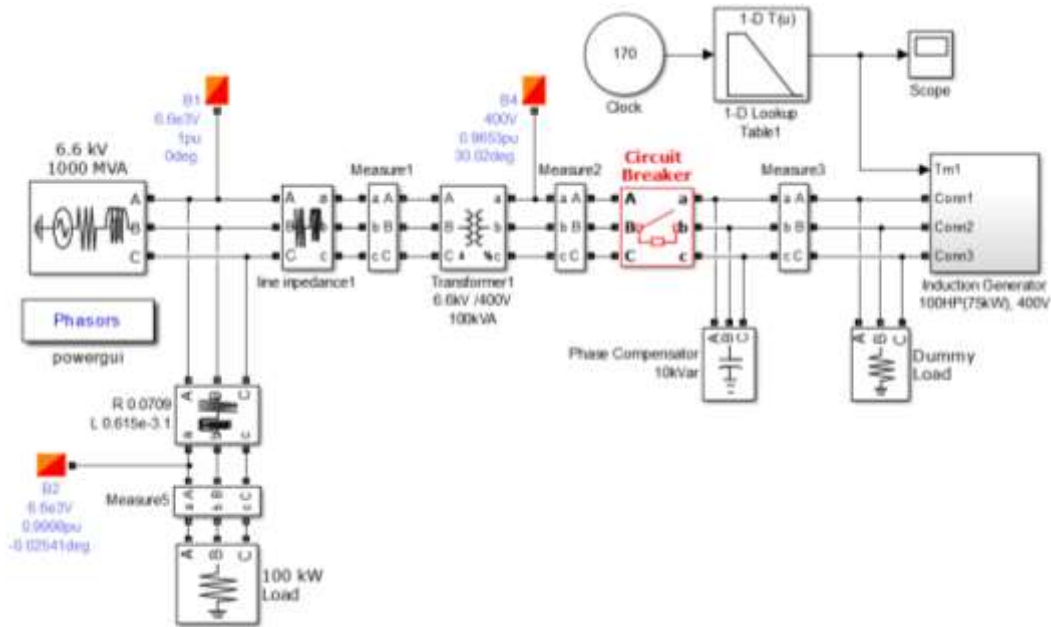 1-D T(u)
170
Clock
1-D Lookup
Table1
Scope
B1
6.6e3V
1pu
0deg.
B4
400V
0.9653pu
30.02deg.
6.6 kV
1000 MVA
A
B
C
A a
B b
C c
line inpedance1
Measure1
a A
b B
c C
A a
B b
C c
Transformer1
6.6kV /400V
100kVA
Measure2
a A
b B
c C
Circuit
Breaker
A a
B b
C c
Measure3
a A
b B
c C
Tm1
Conn1
Conn2
Conn3
Induction Generator
100HP(75kW), 400V
Phasors
powergui
Phase Compensator
10kVar
A B C
A B C
Dummy
Load
R 0.0709
L 0.615e-3.1
A B C
a b c
B2
6.6e3V
0.9998pu
-0.02541deg.
Measure5
A B C
a b c
A B C
100 kW
Load